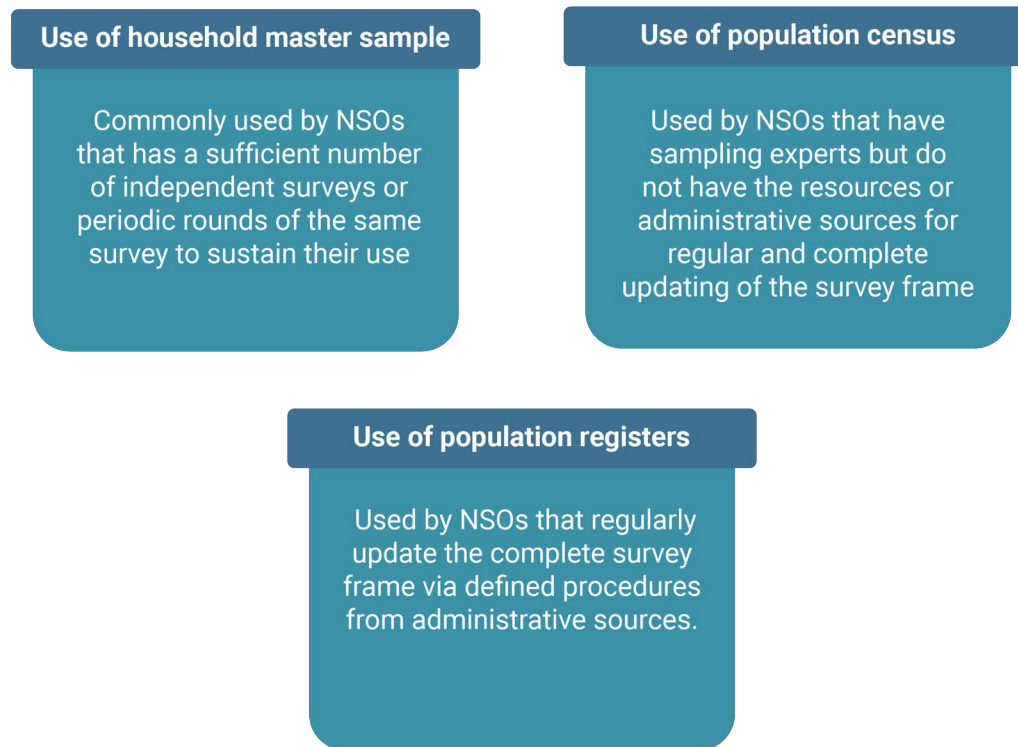 Use of household master sample
Commonly used by NSOs
that has a sufficient number
of independent surveys or
periodic rounds of the same
survey to sustain their use
Use of population census
Used by NSOs that have
sampling experts but do
not have the resources or
administrative sources for
regular and complete
updating of the survey frame
Use of population registers
Used by NSOs that regularly
update the complete survey
frame via defined procedures
from administrative sources.